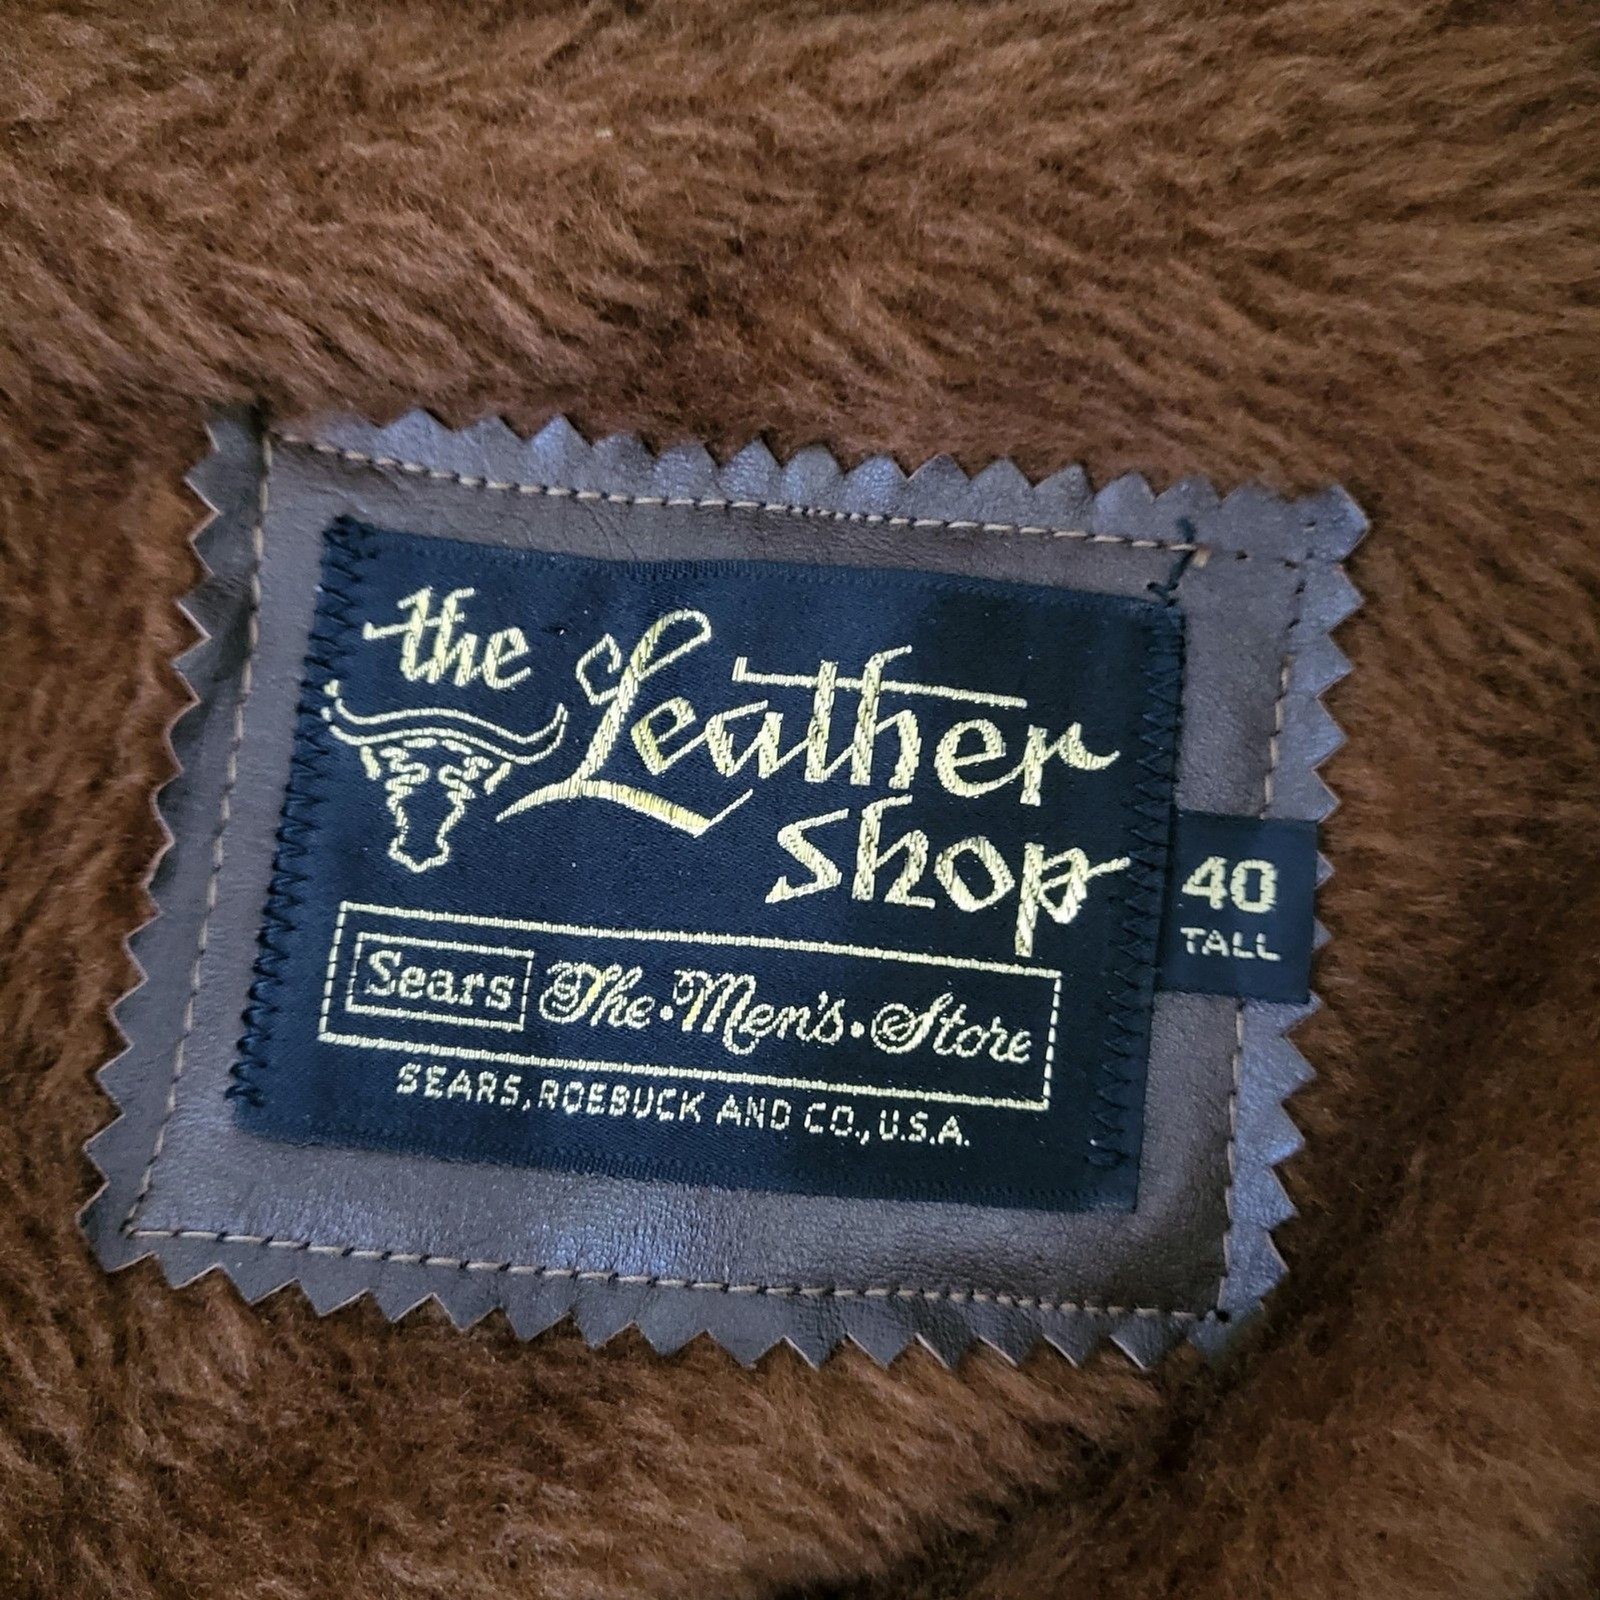 the Leather
Shop
40
TALL
Sears The·Men's·Store
SEARS, ROEBUCK AND CO., U.S.A.